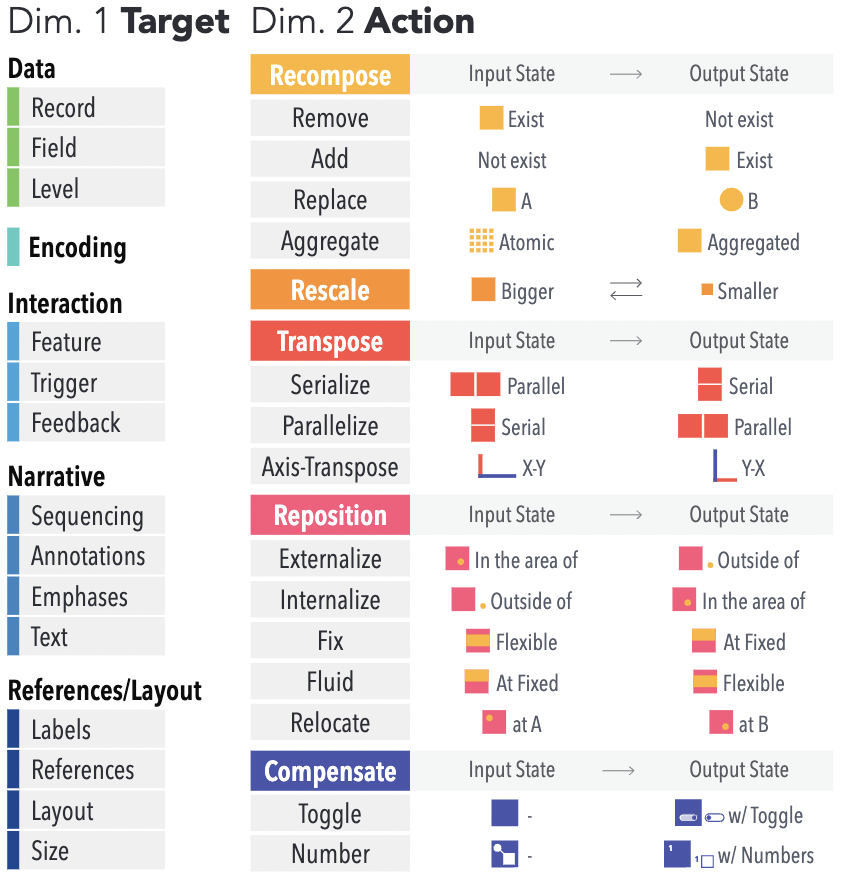 Dim. 1 Target
Data
Record
Field
Level
Encoding
Interaction
Feature
Trigger
Feedback
Narrative
Sequencing
Annotations
Emphases
Text
References/Layout
Labels
References
Layout
Size
Dim. 2 Action
Recompose Input State → Output State
Remove Exist Not exist
Add Not exist Exist
Replace A B
Aggregate Atomic Aggregated
Rescale Bigger Smaller
Transpose Input State → Output State
Serialize Parallel Serial
Parallelize Serial Parallel
Axis-Transpose X-Y Y-X
Reposition Input State → Output State
Externalize In the area of Outside of
Internalize Outside of In the area of
Fix Flexible At Fixed
Fluid At Fixed Flexible
Relocate at A at B
Compensate Input State → Output State
Toggle - w/ Toggle
Number - 1 1 w/ Numbers